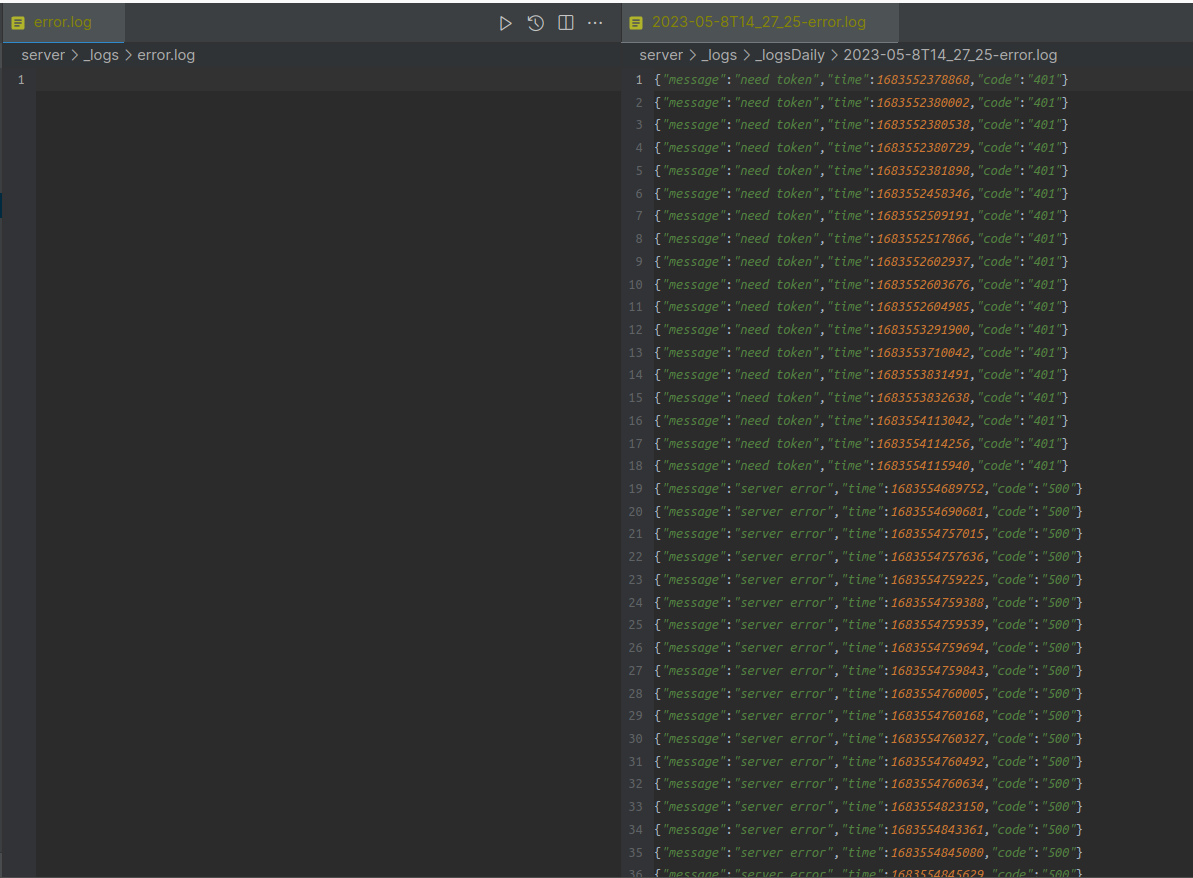 error.log
server > _logs > error.log
1
2023-05-8T14_27_25-error.log
server > _logs > _logsDaily > 2023-05-8T14_27_25-error.log
1 {"message":"need token","time":1683552378868,"code":"401"}
2 {"message":"need token","time":1683552380002,"code":"401"}
3 {"message":"need token","time":1683552380538,"code":"401"}
4 {"message":"need token","time":1683552380729,"code":"401"}
5 {"message":"need token","time":1683552381898,"code":"401"}
6 {"message":"need token","time":1683552458346,"code":"401"}
7 {"message":"need token","time":1683552509191,"code":"401"}
8 {"message":"need token","time":1683552517866,"code":"401"}
9 {"message":"need token","time":1683552602937,"code":"401"}
10 {"message":"need token","time":1683552603676,"code":"401"}
11 {"message":"need token","time":1683552604985,"code":"401"}
12 {"message":"need token","time":1683553291900,"code":"401"}
13 {"message":"need token","time":1683553710042,"code":"401"}
14 {"message":"need token","time":1683553831491,"code":"401"}
15 {"message":"need token","time":1683553832638,"code":"401"}
16 {"message":"need token","time":1683554113042,"code":"401"}
17 {"message":"need token","time":1683554114256,"code":"401"}
18 {"message":"need token","time":1683554115940,"code":"401"}
19 {"message":"server error","time":1683554689752,"code":"500"}
20 {"message":"server error","time":1683554690681,"code":"500"}
21 {"message":"server error","time":1683554757015,"code":"500"}
22 {"message":"server error","time":1683554757636,"code":"500"}
23 {"message":"server error","time":1683554759225,"code":"500"}
24 {"message":"server error","time":1683554759388,"code":"500"}
25 {"message":"server error","time":1683554759539,"code":"500"}
26 {"message":"server error","time":1683554759694,"code":"500"}
27 {"message":"server error","time":1683554759843,"code":"500"}
28 {"message":"server error","time":1683554760005,"code":"500"}
29 {"message":"server error","time":1683554760168,"code":"500"}
30 {"message":"server error","time":1683554760327,"code":"500"}
31 {"message":"server error","time":1683554760492,"code":"500"}
32 {"message":"server error","time":1683554760634,"code":"500"}
33 {"message":"server error","time":1683554823150,"code":"500"}
34 {"message":"server error","time":1683554843361,"code":"500"}
35 {"message":"server error","time":1683554845080,"code":"500"}
36 {"message":"server error","time":1683554845629,"code":"500"}